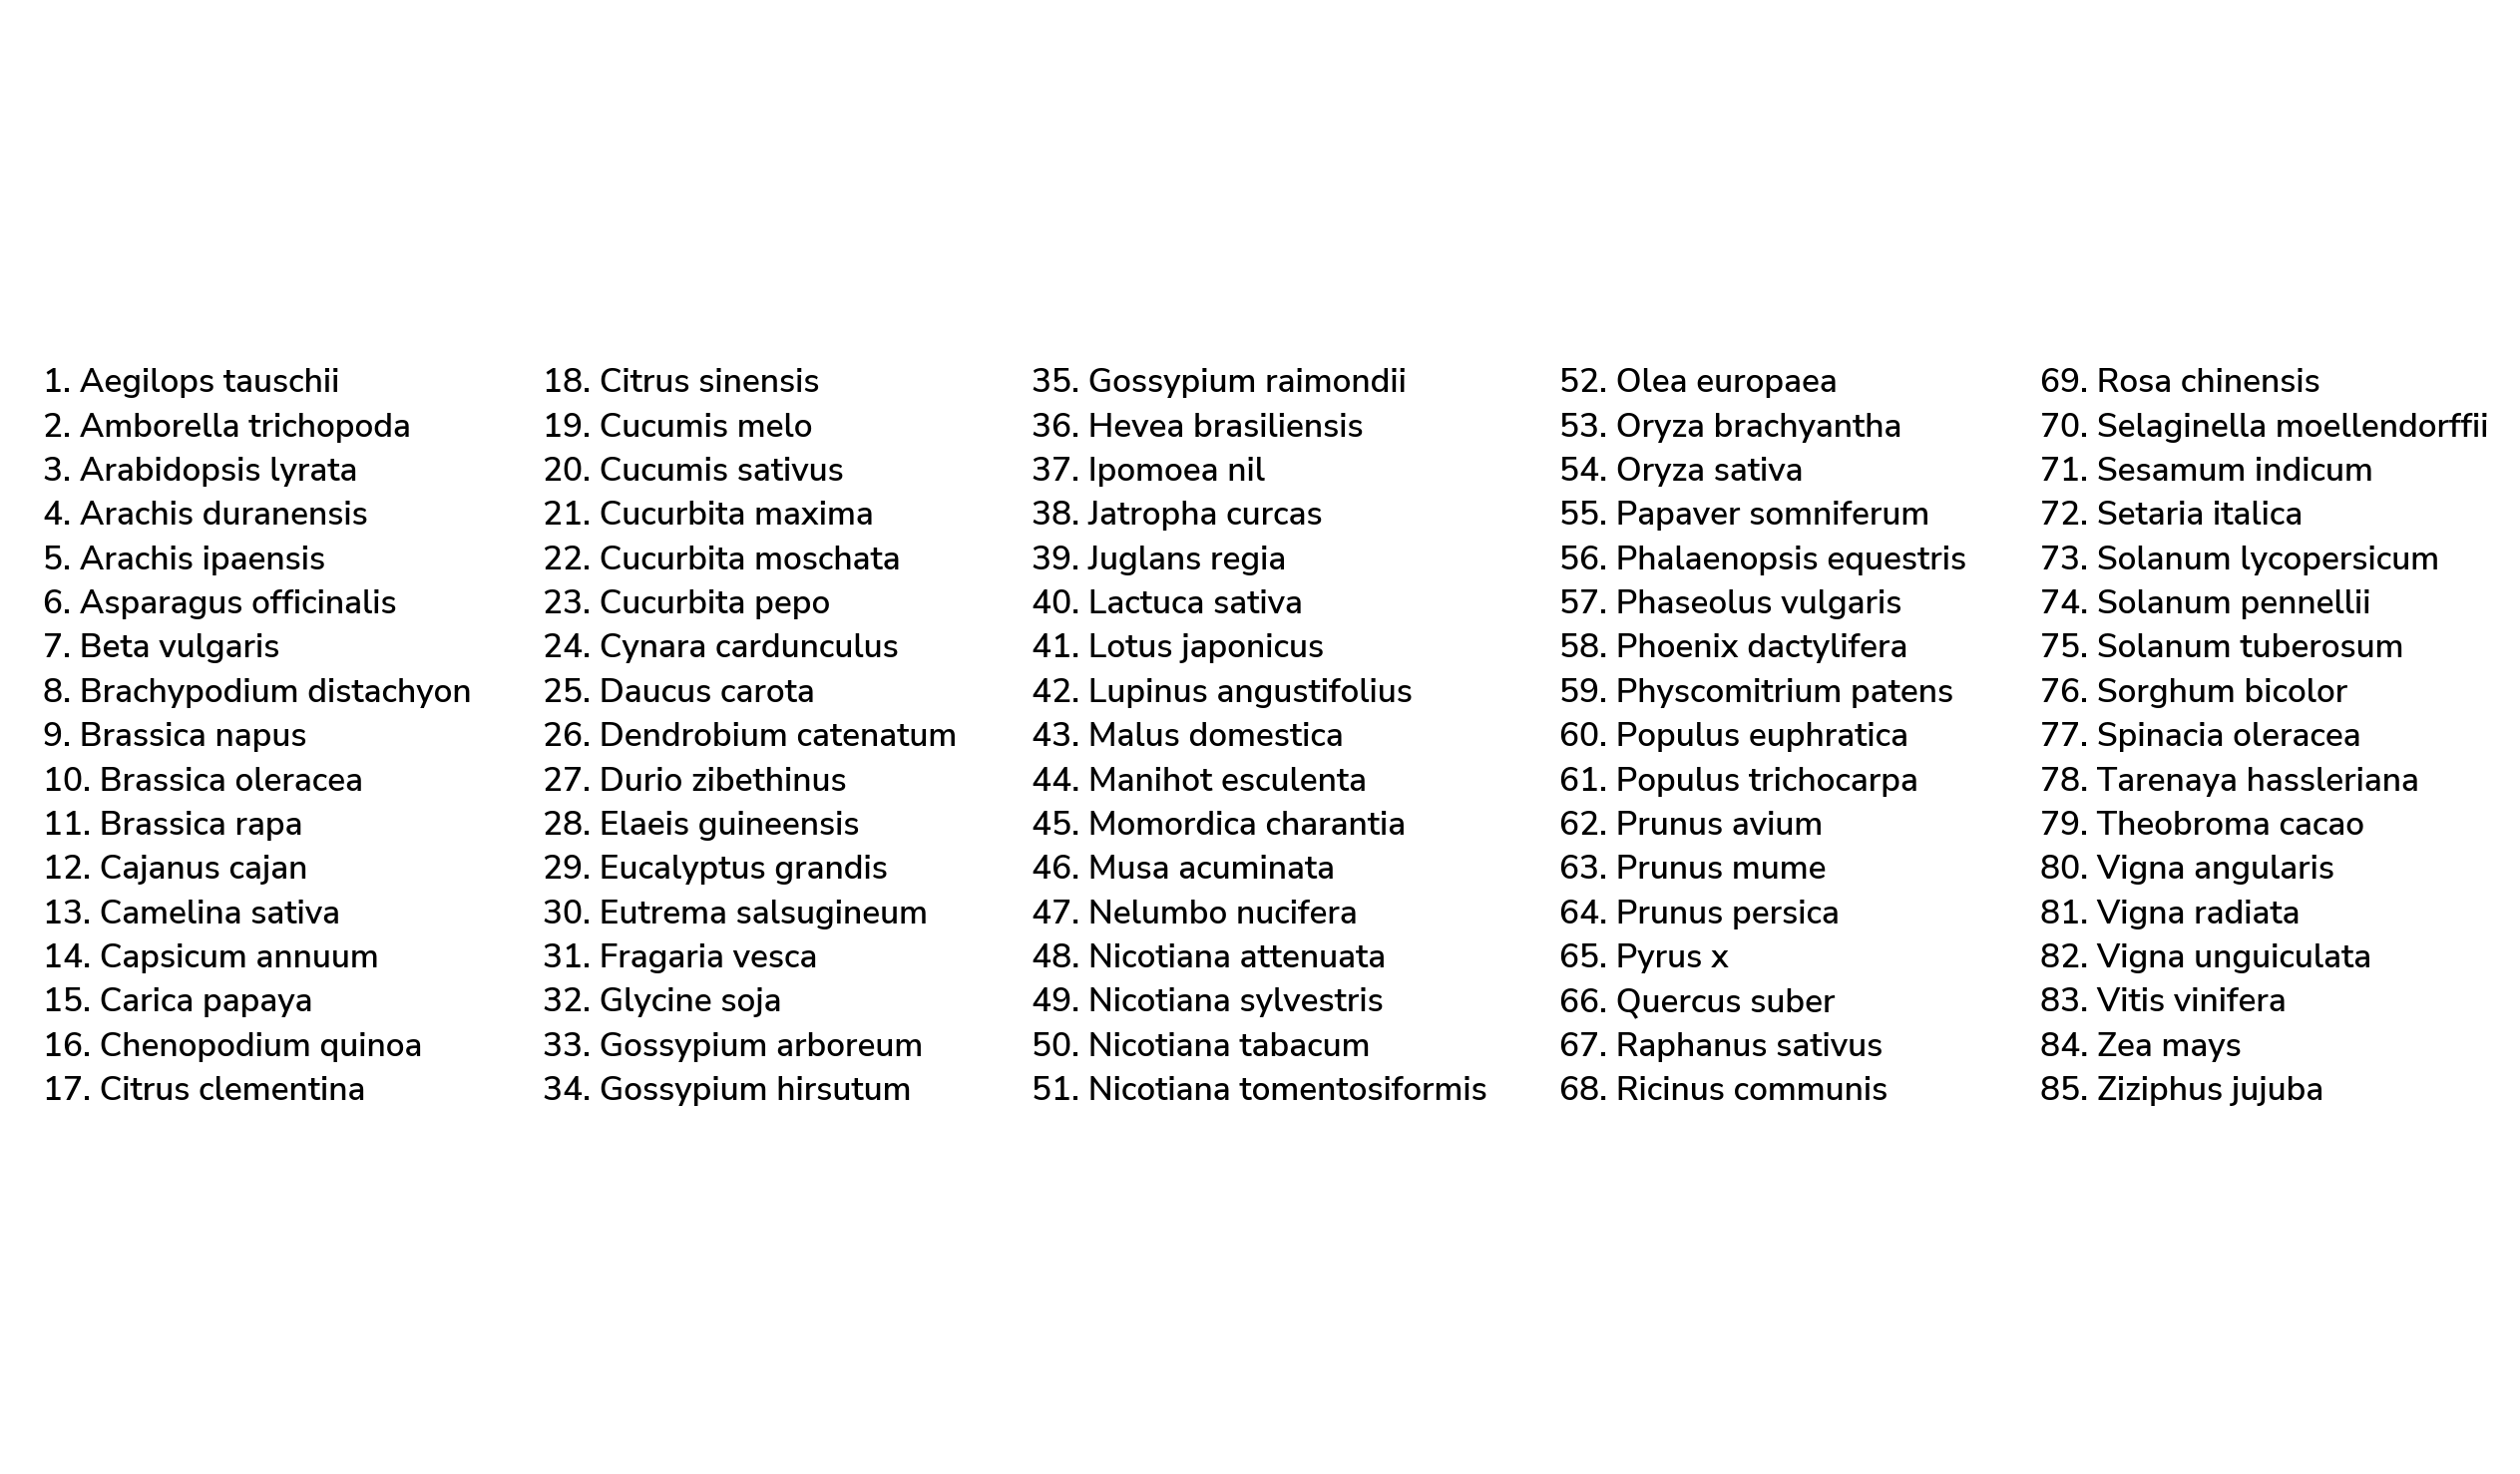 1. Aegilops tauschii
2. Amborella trichopoda
3. Arabidopsis lyrata
4. Arachis duranensis
5. Arachis ipaensis
6. Asparagus officinalis
7. Beta vulgaris
8. Brachypodium distachyon
9. Brassica napus
10. Brassica oleracea
11. Brassica rapa
12. Cajanus cajan
13. Camelina sativa
14. Capsicum annuum
15. Carica papaya
16. Chenopodium quinoa
17. Citrus clementina
18. Citrus sinensis
19. Cucumis melo
20. Cucumis sativus
21. Cucurbita maxima
22. Cucurbita moschata
23. Cucurbita pepo
24. Cynara cardunculus
25. Daucus carota
26. Dendrobium catenatum
27. Durio zibethinus
28. Elaeis guineensis
29. Eucalyptus grandis
30. Eutrema salsugineum
31. Fragaria vesca
32. Glycine soja
33. Gossypium arboreum
34. Gossypium hirsutum
35. Gossypium raimondii
36. Hevea brasiliensis
37. Ipomoea nil
38. Jatropha curcas
39. Juglans regia
40. Lactuca sativa
41. Lotus japonicus
42. Lupinus angustifolius
43. Malus domestica
44. Manihot esculenta
45. Momordica charantia
46. Musa acuminata
47. Nelumbo nucifera
48. Nicotiana attenuata
49. Nicotiana sylvestris
50. Nicotiana tabacum
51. Nicotiana tomentosiformis
52. Olea europaea
53. Oryza brachyantha
54. Oryza sativa
55. Papaver somniferum
56. Phalaenopsis equestris
57. Phaseolus vulgaris
58. Phoenix dactylifera
59. Physcomitrium patens
60. Populus euphratica
61. Populus trichocarpa
62. Prunus avium
63. Prunus mume
64. Prunus persica
65. Pyrus x
66. Quercus suber
67. Raphanus sativus
68. Ricinus communis
69. Rosa chinensis
70. Selaginella moellendorffii
71. Sesamum indicum
72. Setaria italica
73. Solanum lycopersicum
74. Solanum pennellii
75. Solanum tuberosum
76. Sorghum bicolor
77. Spinacia oleracea
78. Tarenaya hassleriana
79. Theobroma cacao
80. Vigna angularis
81. Vigna radiata
82. Vigna unguiculata
83. Vitis vinifera
84. Zea mays
85. Ziziphus jujuba